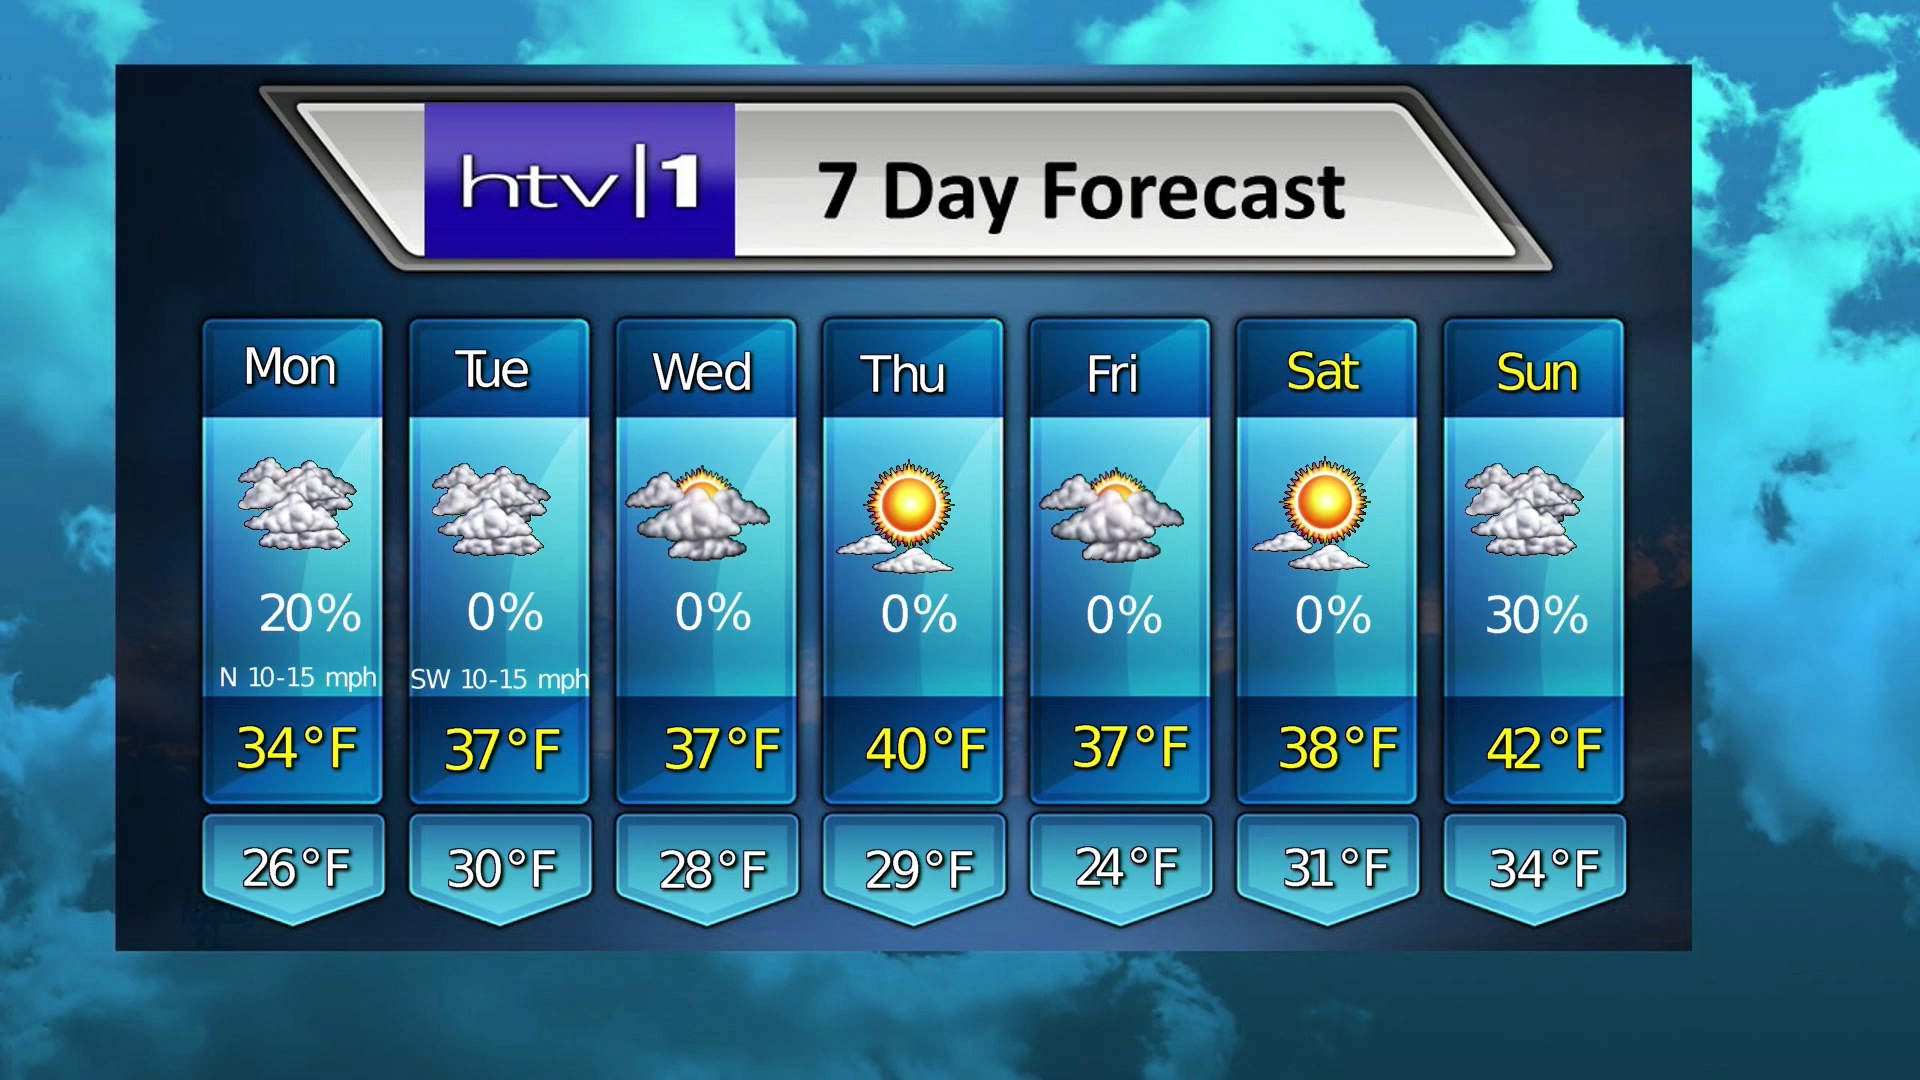 htv|1 7 Day Forecast
Mon Tue Wed Thu Fri Sat Sun
20% 0% 0% 0% 0% 0% 30%
N 10-15 mph SW 10-15 mph
34°F 37°F 37°F 40°F 37°F 38°F 42°F
26°F 30°F 28°F 29°F 24°F 31°F 34°F